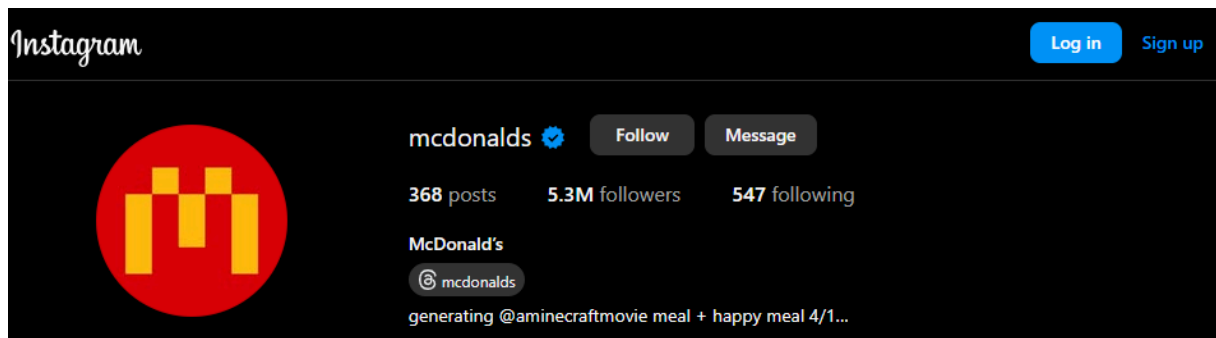 Instagram
Log in Sign up
mcdonalds Follow Message
368 posts 5.3M followers 547 following
McDonald's
mcdonalds
generating @aminecraftmovie meal + happy meal 4/1...